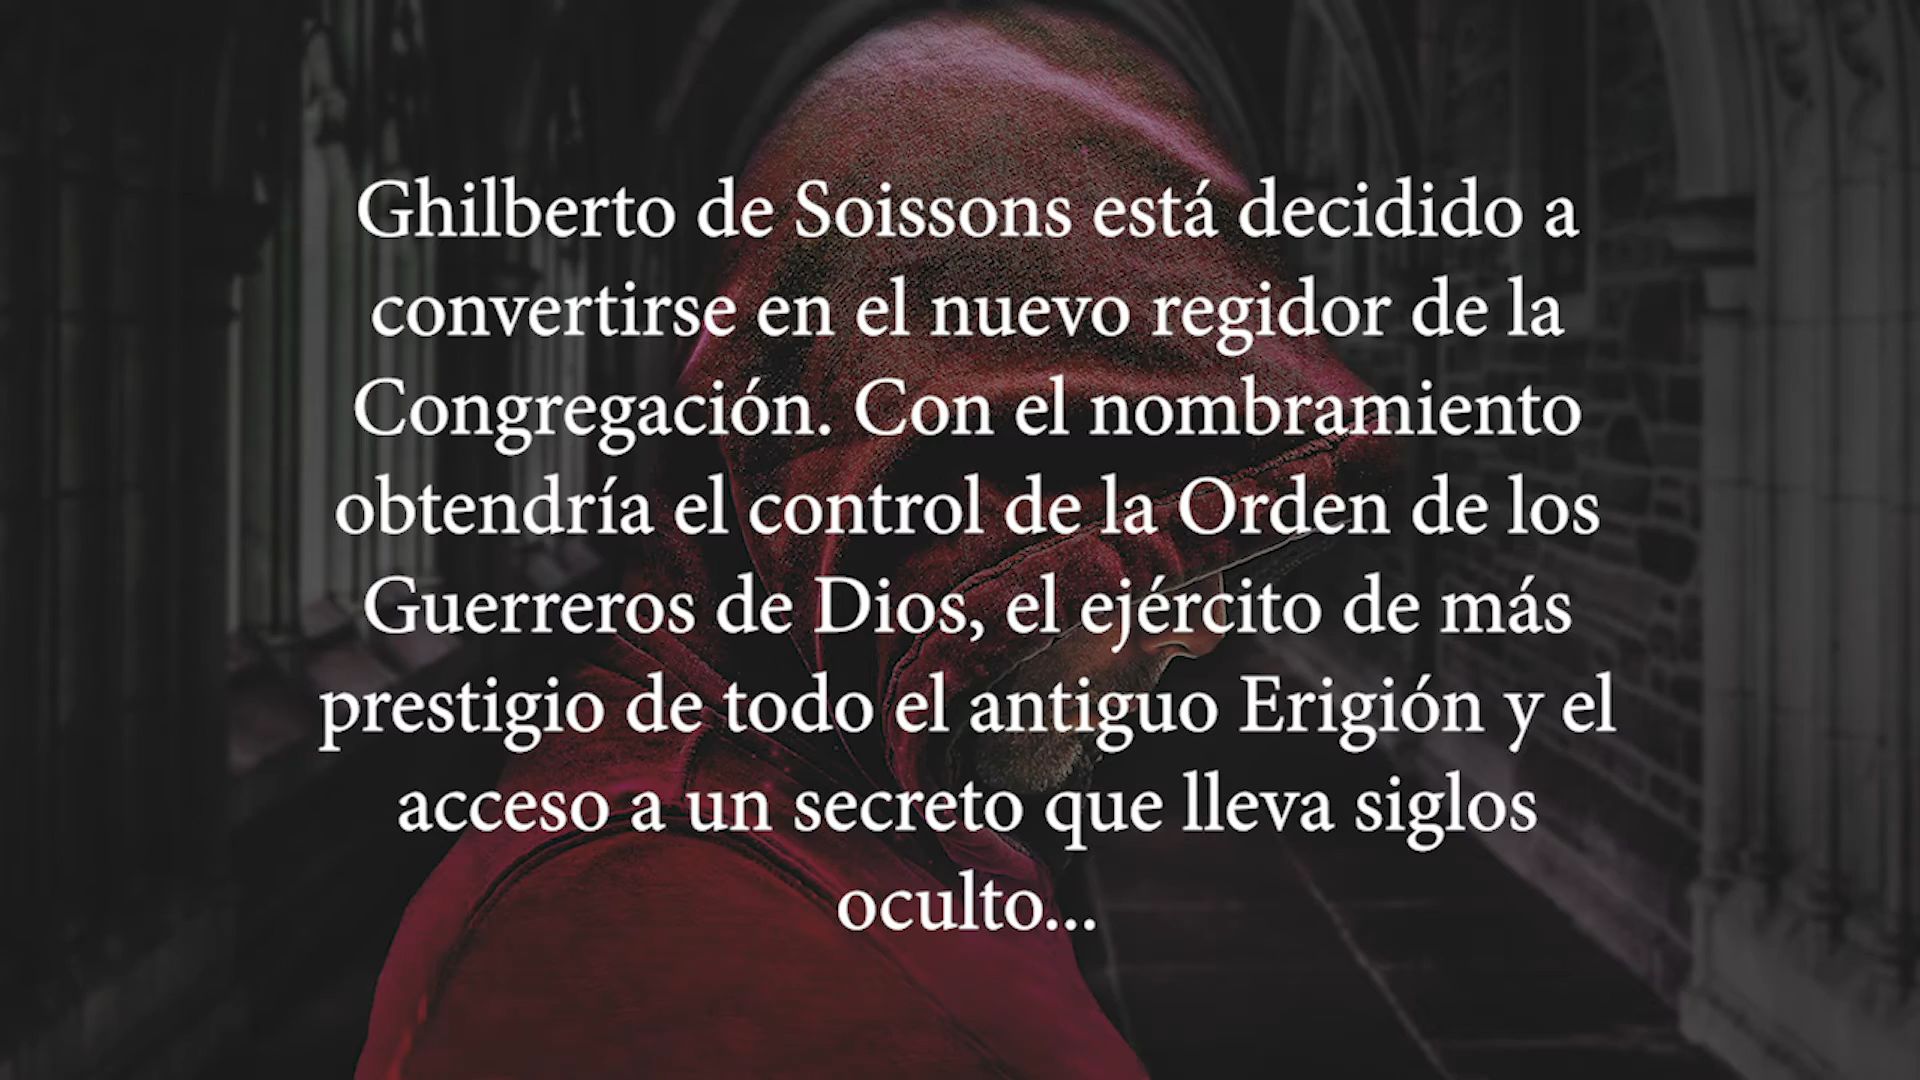 Ghilberto de Soissons está decidido a
convertirse en el nuevo regidor de la
Congregación. Con el nombramiento
obtendría el control de la Orden de los
Guerreros de Dios, el ejército de más
prestigio de todo el antiguo Erigión y el
acceso a un secreto que lleva siglos
oculto...